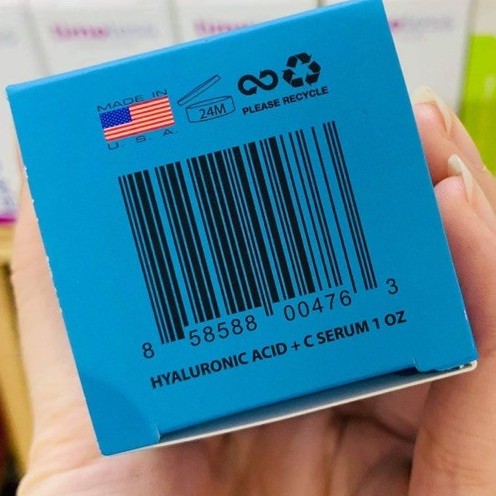 MADE IN
U. S. A.
24M
PLEASE RECYCLE
8 58588 00476 3
HYALURONIC ACID + C SERUM 1 OZ